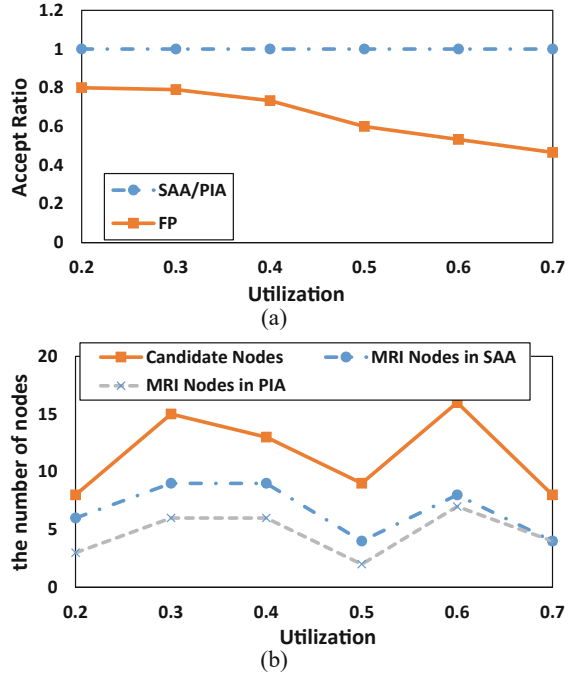 1.2
1
0.8
0.6
0.4
0.2
0
Accept Ratio
SAA/PIA
FP
0.2 0.3 0.4 0.5 0.6 0.7
Utilization
(a)
20
15
10
5
0
the number of nodes
Candidate Nodes MRI Nodes in SAA
MRI Nodes in PIA
0.2 0.3 0.4 0.5 0.6 0.7
Utilization
(b)